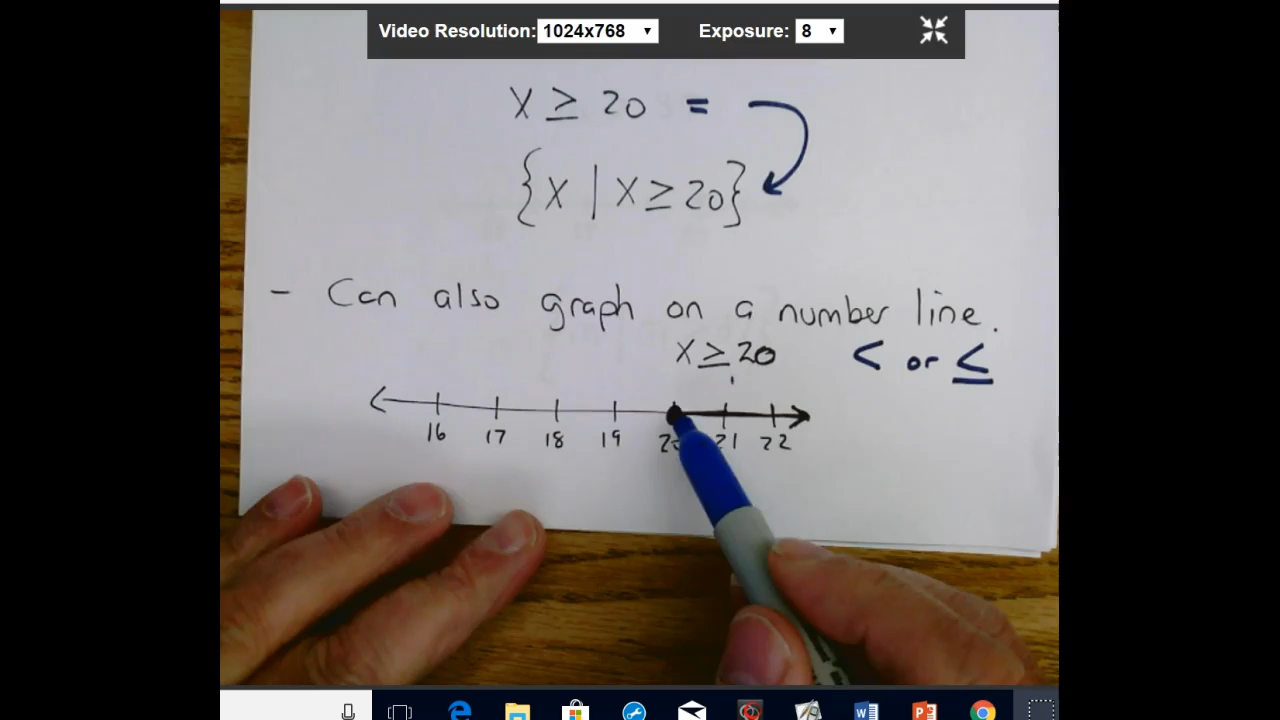 Video Resolution: 1024x768 Exposure: 8
X ≥ 20 =
{X | X ≥ 20}
- Can also graph on a number line.
X ≥ 20 < or ≤
16 17 18 19 20 21 22